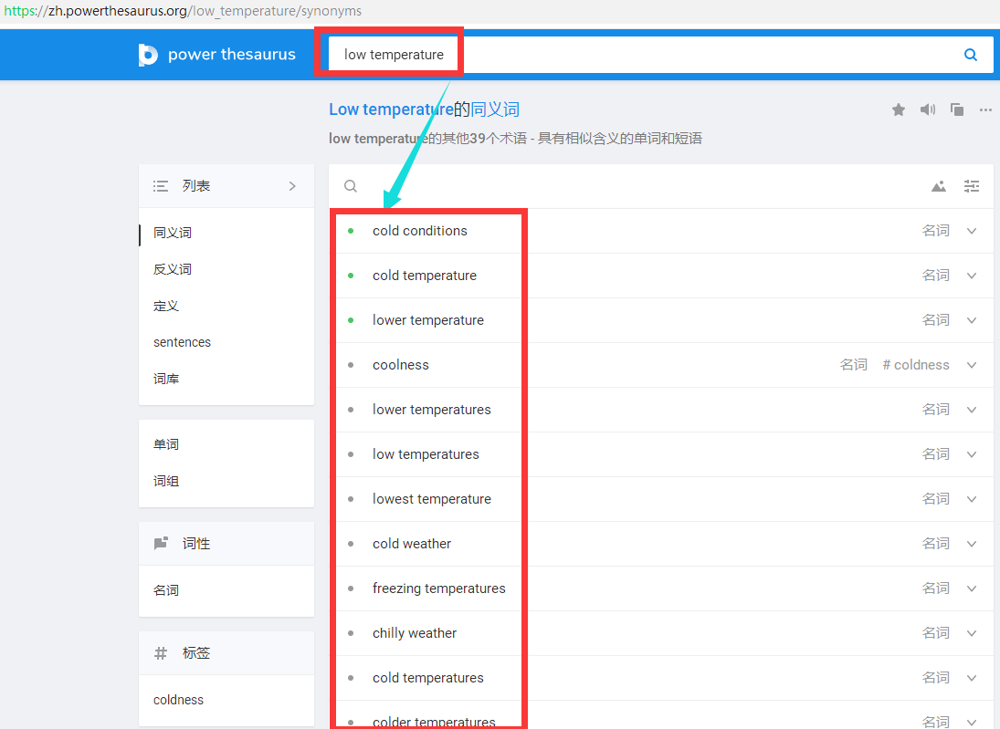 https://zh.powerthesaurus.org/low_temperature/synonyms
power thesaurus
low temperature
Low temperature的同义词
low temperature的其他39个术语 - 具有相似含义的单词和短语
列表
同义词
反义词
定义
sentences
词库
单词
词组
词性
名词
标签
coldness
cold conditions 名词
cold temperature 名词
lower temperature 名词
coolness 名词 # coldness
lower temperatures 名词
low temperatures 名词
lowest temperature 名词
cold weather 名词
freezing temperatures 名词
chilly weather 名词
cold temperatures 名词
colder temperatures 名词